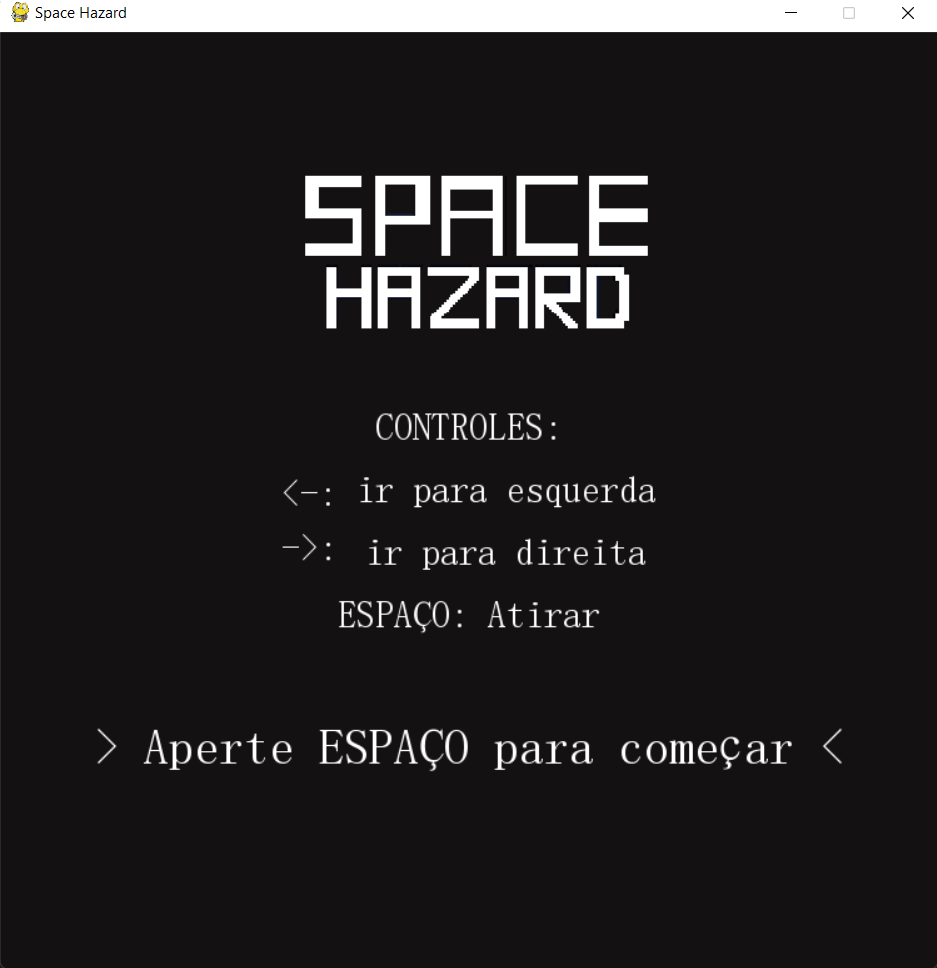 Space Hazard
SPACE
HAZARD
CONTROLES:
<-: ir para esquerda
->: ir para direita
ESPAÇO: Atirar
> Aperte ESPAÇO para começar <